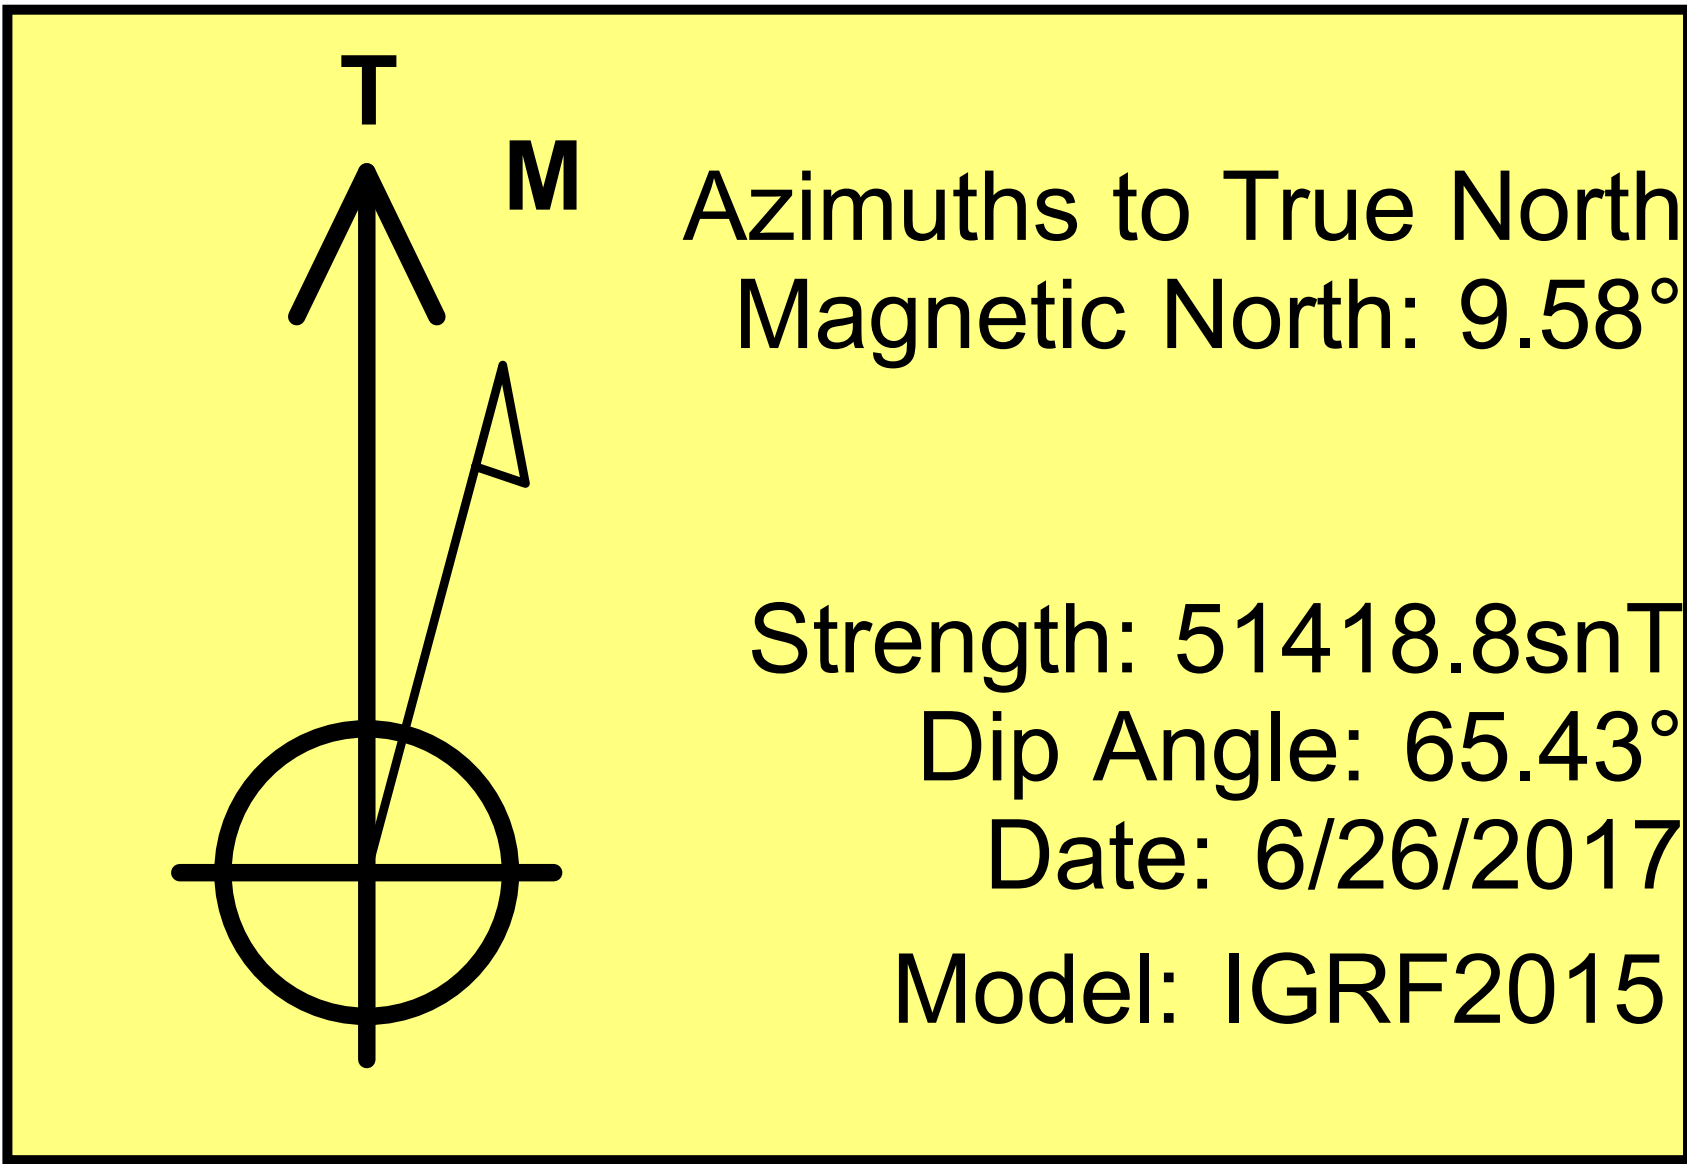 T
M
Azimuths to True North
Magnetic North: 9.58°
Strength: 51418.8snT
Dip Angle: 65.43°
Date: 6/26/2017
Model: IGRF2015